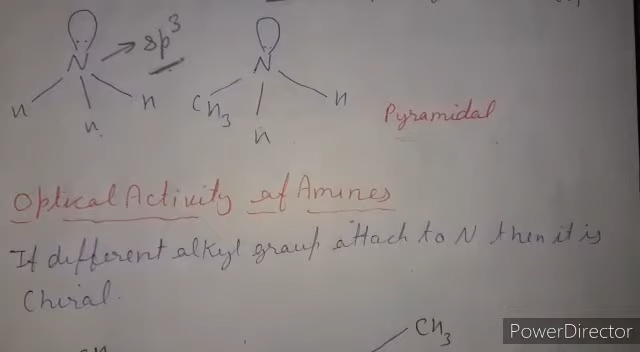 N → sp³
N
H H H
CH₃ H H
Pyramidal
Optical Activity of Amines
If different alkyl group attach to N then it is
Chiral.
CH₃
PowerDirector